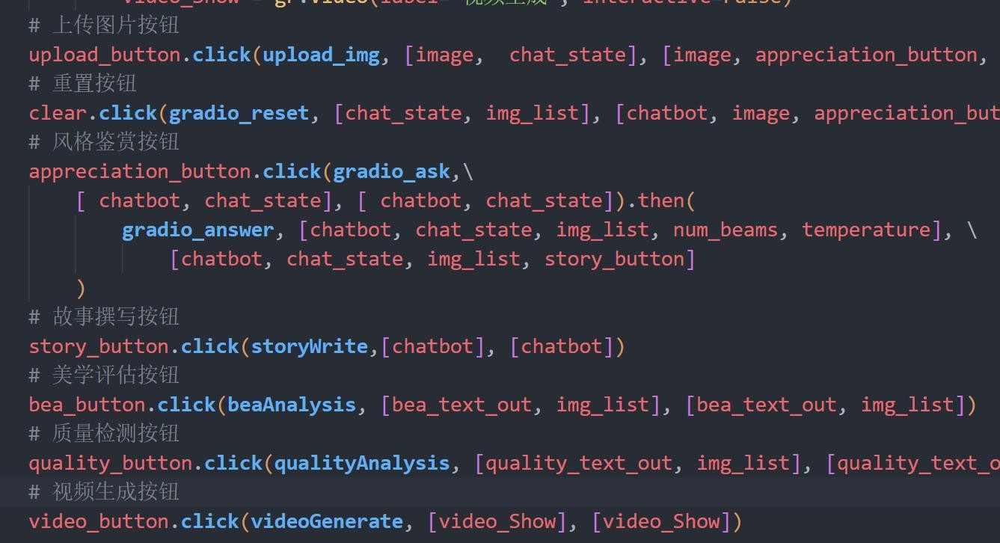 video_Show = gr.Video(label="视频生成", interactive=False)
# 上传图片按钮
upload_button.click(upload_img, [image,  chat_state], [image, appreciation_button,
# 重置按钮
clear.click(gradio_reset, [chat_state, img_list], [chatbot, image, appreciation_but
# 风格鉴赏按钮
appreciation_button.click(gradio_ask,\
[ chatbot, chat_state], [ chatbot, chat_state]).then(
gradio_answer, [chatbot, chat_state, img_list, num_beams, temperature], \
[chatbot, chat_state, img_list, story_button]
)
# 故事撰写按钮
story_button.click(storyWrite,[chatbot], [chatbot])
# 美学评估按钮
bea_button.click(beaAnalysis, [bea_text_out, img_list], [bea_text_out, img_list])
# 质量检测按钮
quality_button.click(qualityAnalysis, [quality_text_out, img_list], [quality_text_o
# 视频生成按钮
video_button.click(videoGenerate, [video_Show], [video_Show])